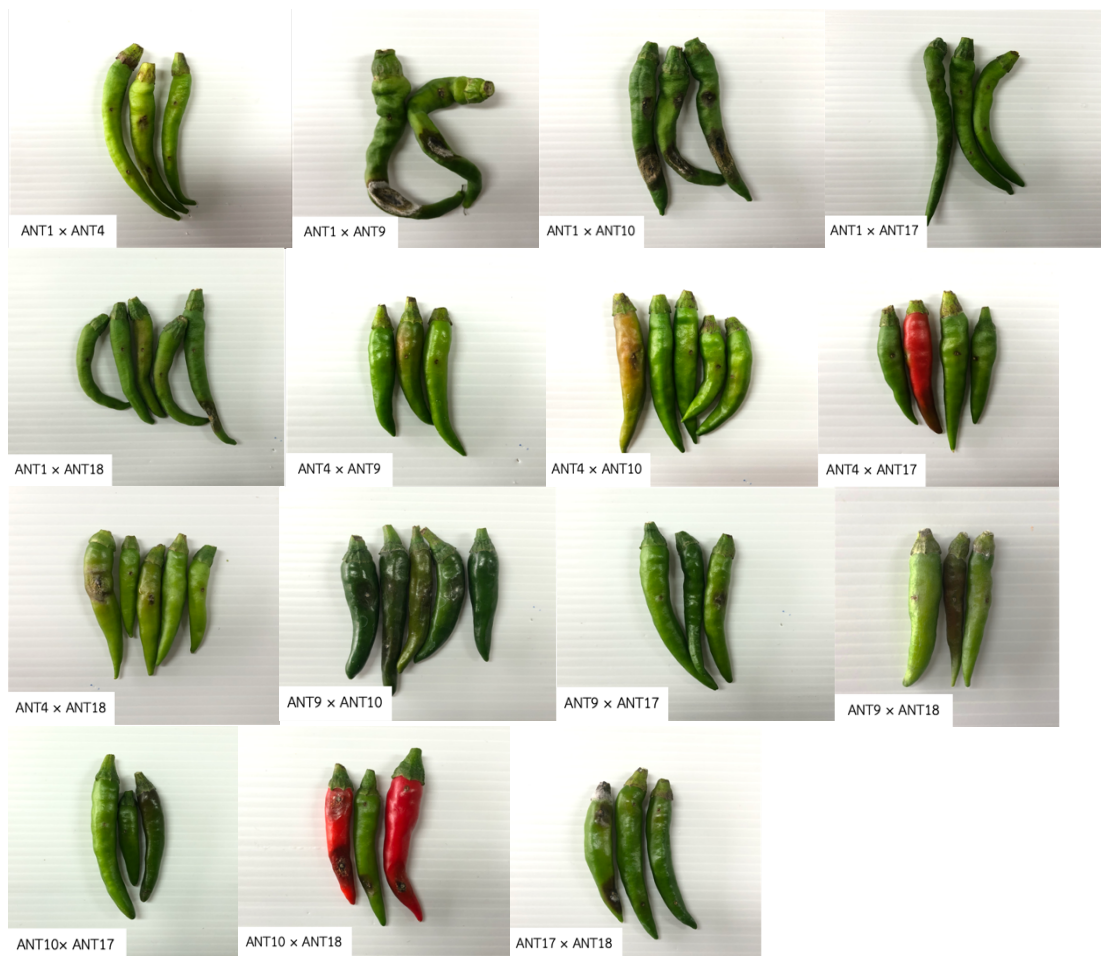 ANT1 × ANT4
ANT1 × ANT9
ANT1 × ANT10
ANT1 × ANT17
ANT1 × ANT18
ANT4 × ANT9
ANT4 × ANT10
ANT4 × ANT17
ANT4 × ANT18
ANT9 × ANT10
ANT9 × ANT17
ANT9 × ANT18
ANT10× ANT17
ANT10 × ANT18
ANT17 × ANT18